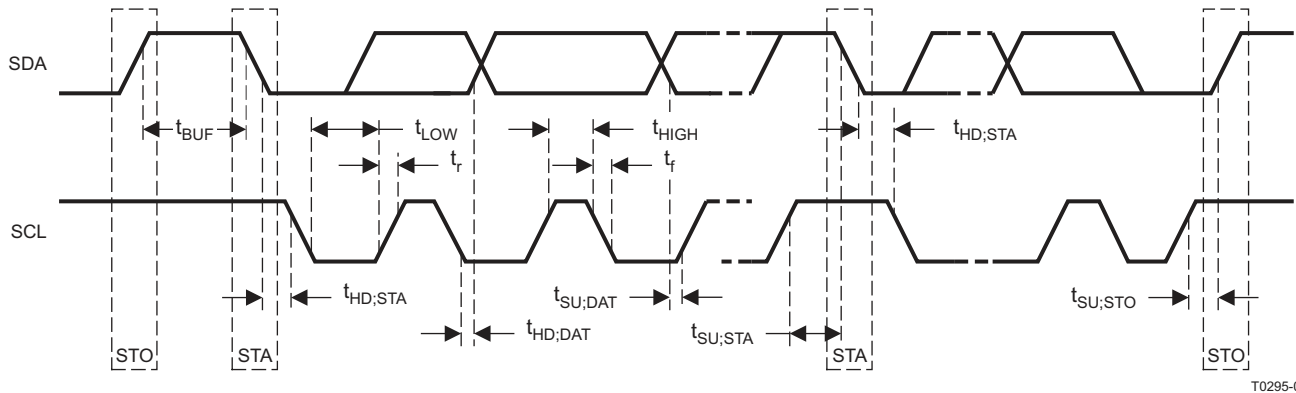 SDA
tBUF
tLOW
tHIGH
tHD;STA
tr
tf
SCL
tHD;STA
tSU;DAT
tSU;STO
tHD;DAT
tSU;STA
STO
STA
STA
STO